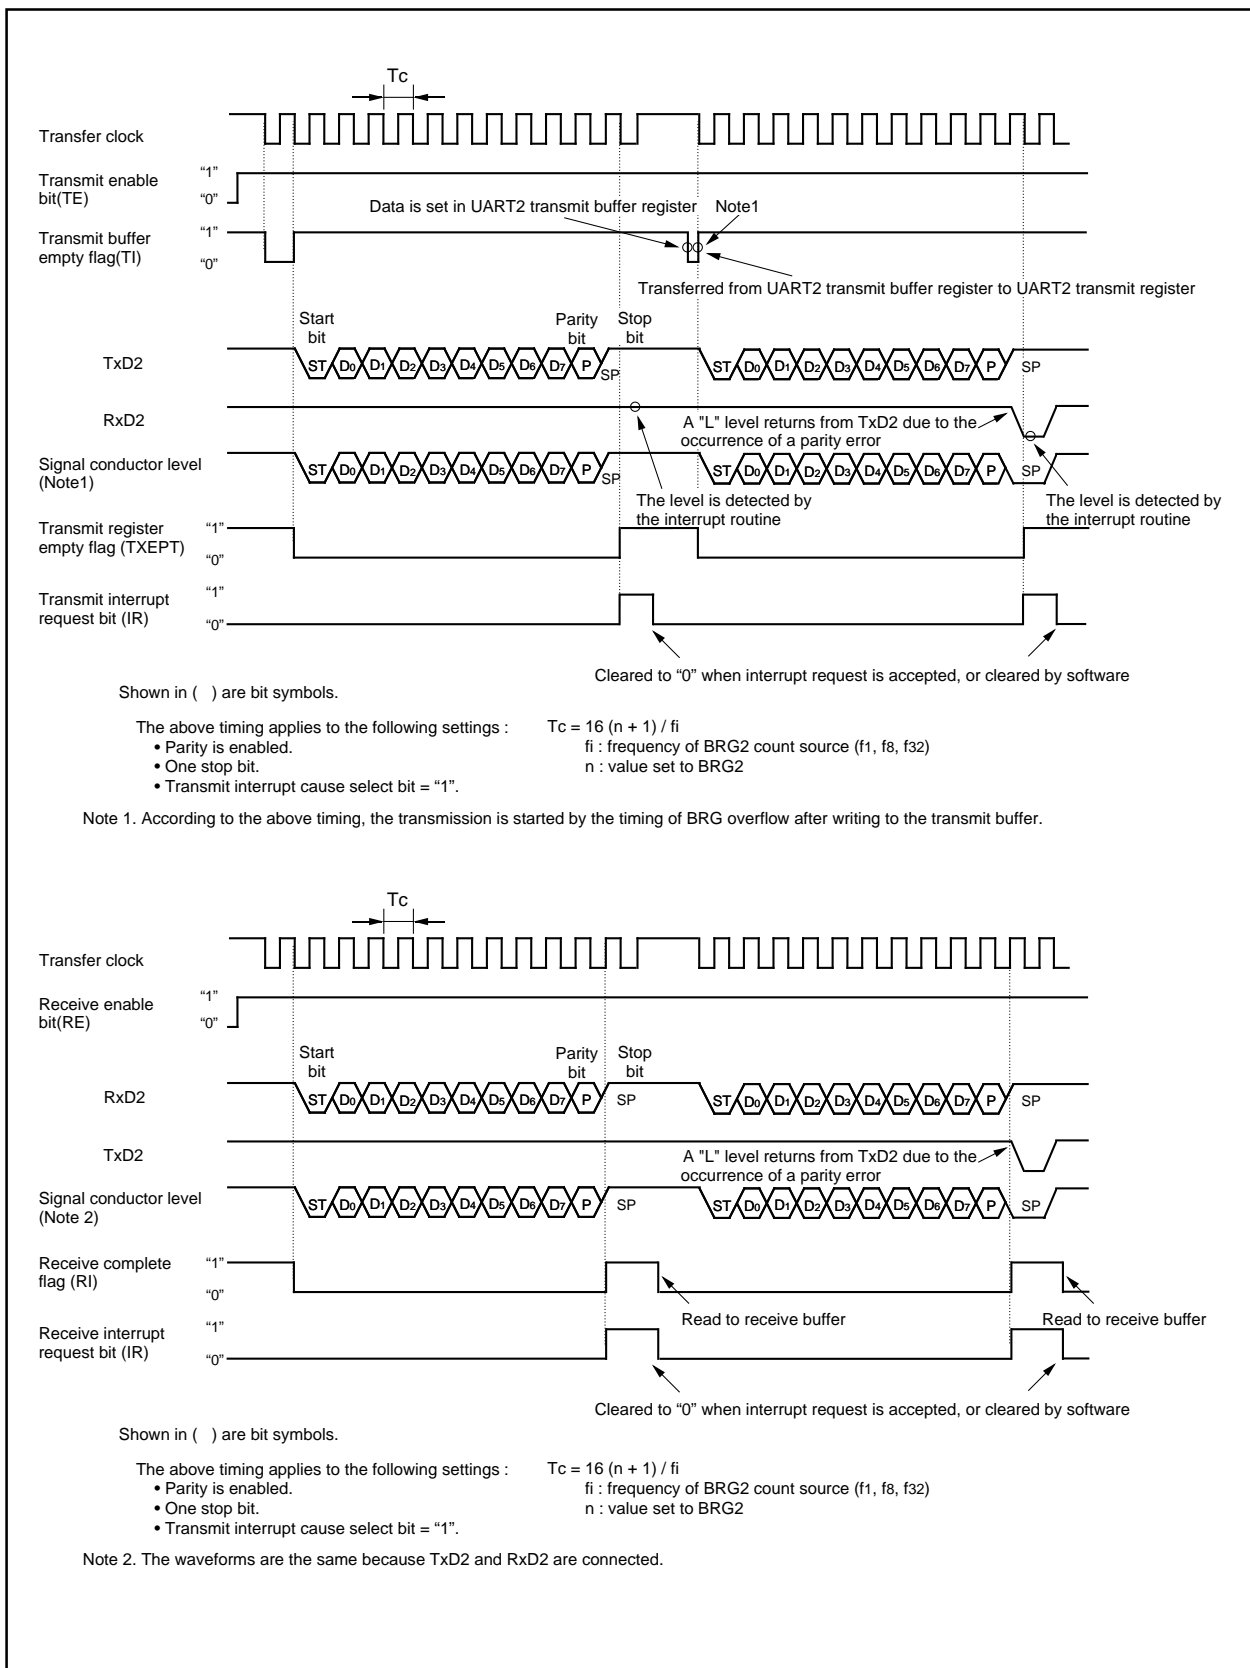 Tc
Transfer clock
Transmit enable
bit(TE)
“1”
“0”
Data is set in UART2 transmit buffer register
Note1
Transmit buffer
empty flag(TI)
“1”
“0”
Transferred from UART2 transmit buffer register to UART2 transmit register
Start
bit
Parity
bit
Stop
bit
TxD2
ST D0 D1 D2 D3 D4 D5 D6 D7 P SP
ST D0 D1 D2 D3 D4 D5 D6 D7 P SP
RxD2
A "L" level returns from TxD2 due to the
occurrence of a parity error
Signal conductor level
(Note1)
ST D0 D1 D2 D3 D4 D5 D6 D7 P SP
ST D0 D1 D2 D3 D4 D5 D6 D7 P SP
The level is detected by
the interrupt routine
The level is detected by
the interrupt routine
Transmit register
empty flag (TXEPT)
“1”
“0”
Transmit interrupt
request bit (IR)
“1”
“0”
Cleared to “0” when interrupt request is accepted, or cleared by software
Shown in ( ) are bit symbols.
The above timing applies to the following settings :
• Parity is enabled.
• One stop bit.
• Transmit interrupt cause select bit = “1”.
Tc = 16 (n + 1) / fi
fi : frequency of BRG2 count source (f1, f8, f32)
n : value set to BRG2
Note 1. According to the above timing, the transmission is started by the timing of BRG overflow after writing to the transmit buffer.
Tc
Transfer clock
Receive enable
bit(RE)
“1”
“0”
Start
bit
Parity
bit
Stop
bit
RxD2
ST D0 D1 D2 D3 D4 D5 D6 D7 P SP
ST D0 D1 D2 D3 D4 D5 D6 D7 P SP
TxD2
A "L" level returns from TxD2 due to the
occurrence of a parity error
Signal conductor level
(Note 2)
ST D0 D1 D2 D3 D4 D5 D6 D7 P SP
ST D0 D1 D2 D3 D4 D5 D6 D7 P SP
Receive complete
flag (RI)
“1”
“0”
Read to receive buffer
Read to receive buffer
Receive interrupt
request bit (IR)
“1”
“0”
Cleared to “0” when interrupt request is accepted, or cleared by software
Shown in ( ) are bit symbols.
The above timing applies to the following settings :
• Parity is enabled.
• One stop bit.
• Transmit interrupt cause select bit = “1”.
Tc = 16 (n + 1) / fi
fi : frequency of BRG2 count source (f1, f8, f32)
n : value set to BRG2
Note 2. The waveforms are the same because TxD2 and RxD2 are connected.